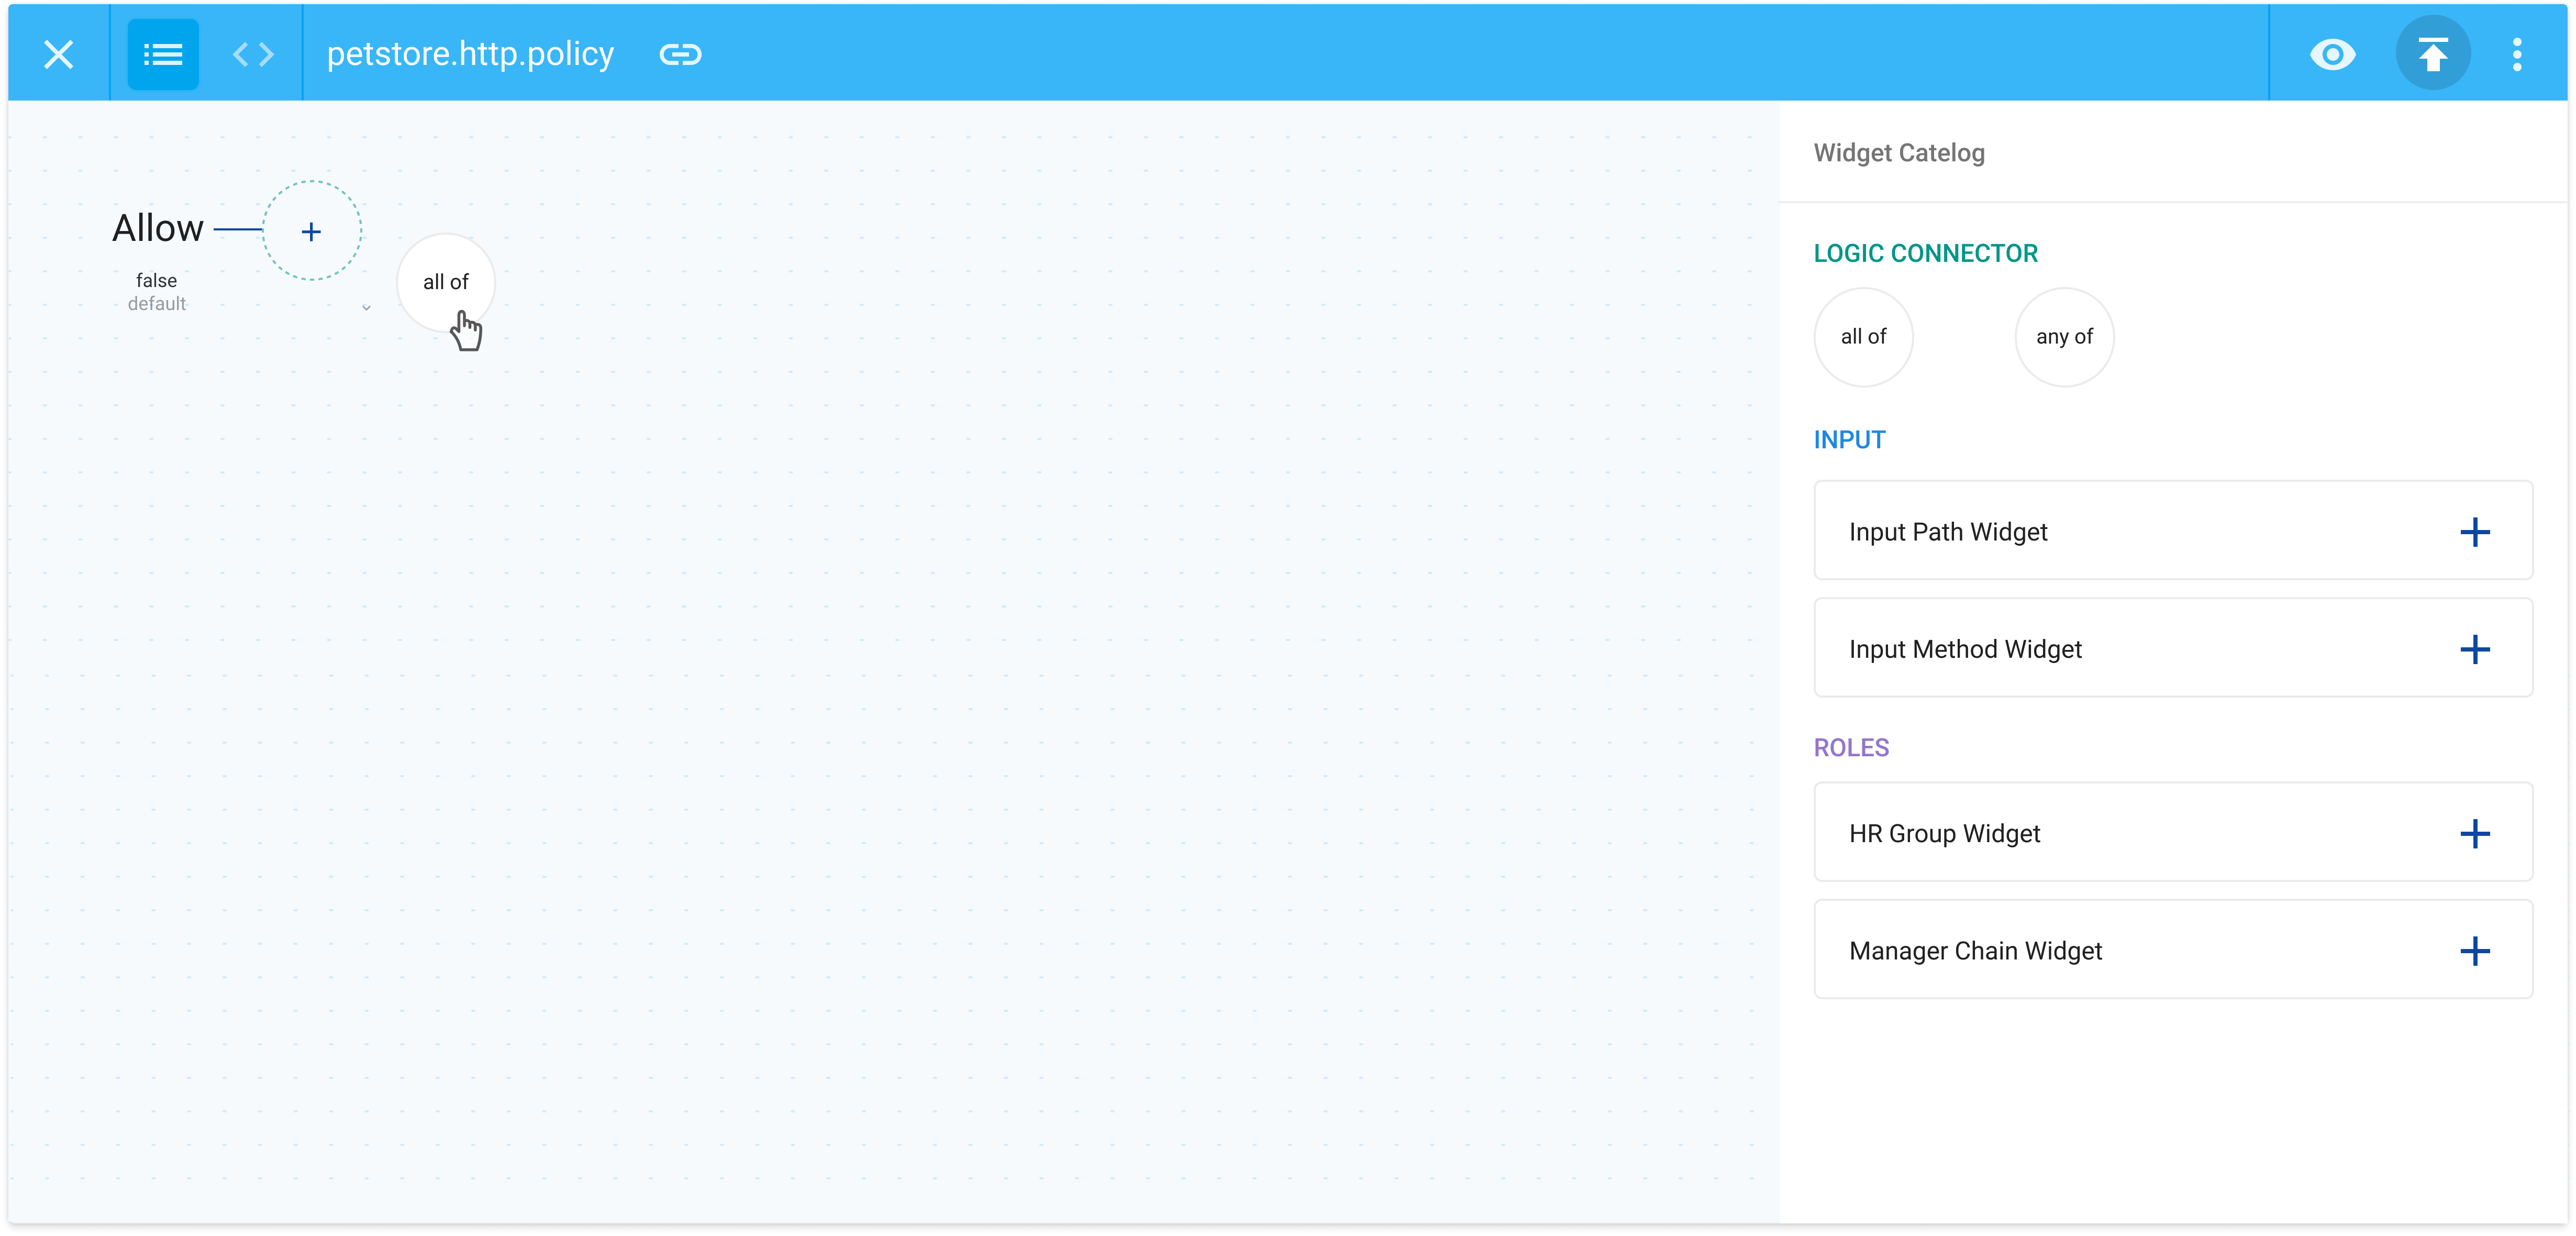 petstore.http.policy
Allow
+
false
default
all of
Widget Catelog
LOGIC CONNECTOR
all of
any of
INPUT
Input Path Widget
Input Method Widget
ROLES
HR Group Widget
Manager Chain Widget